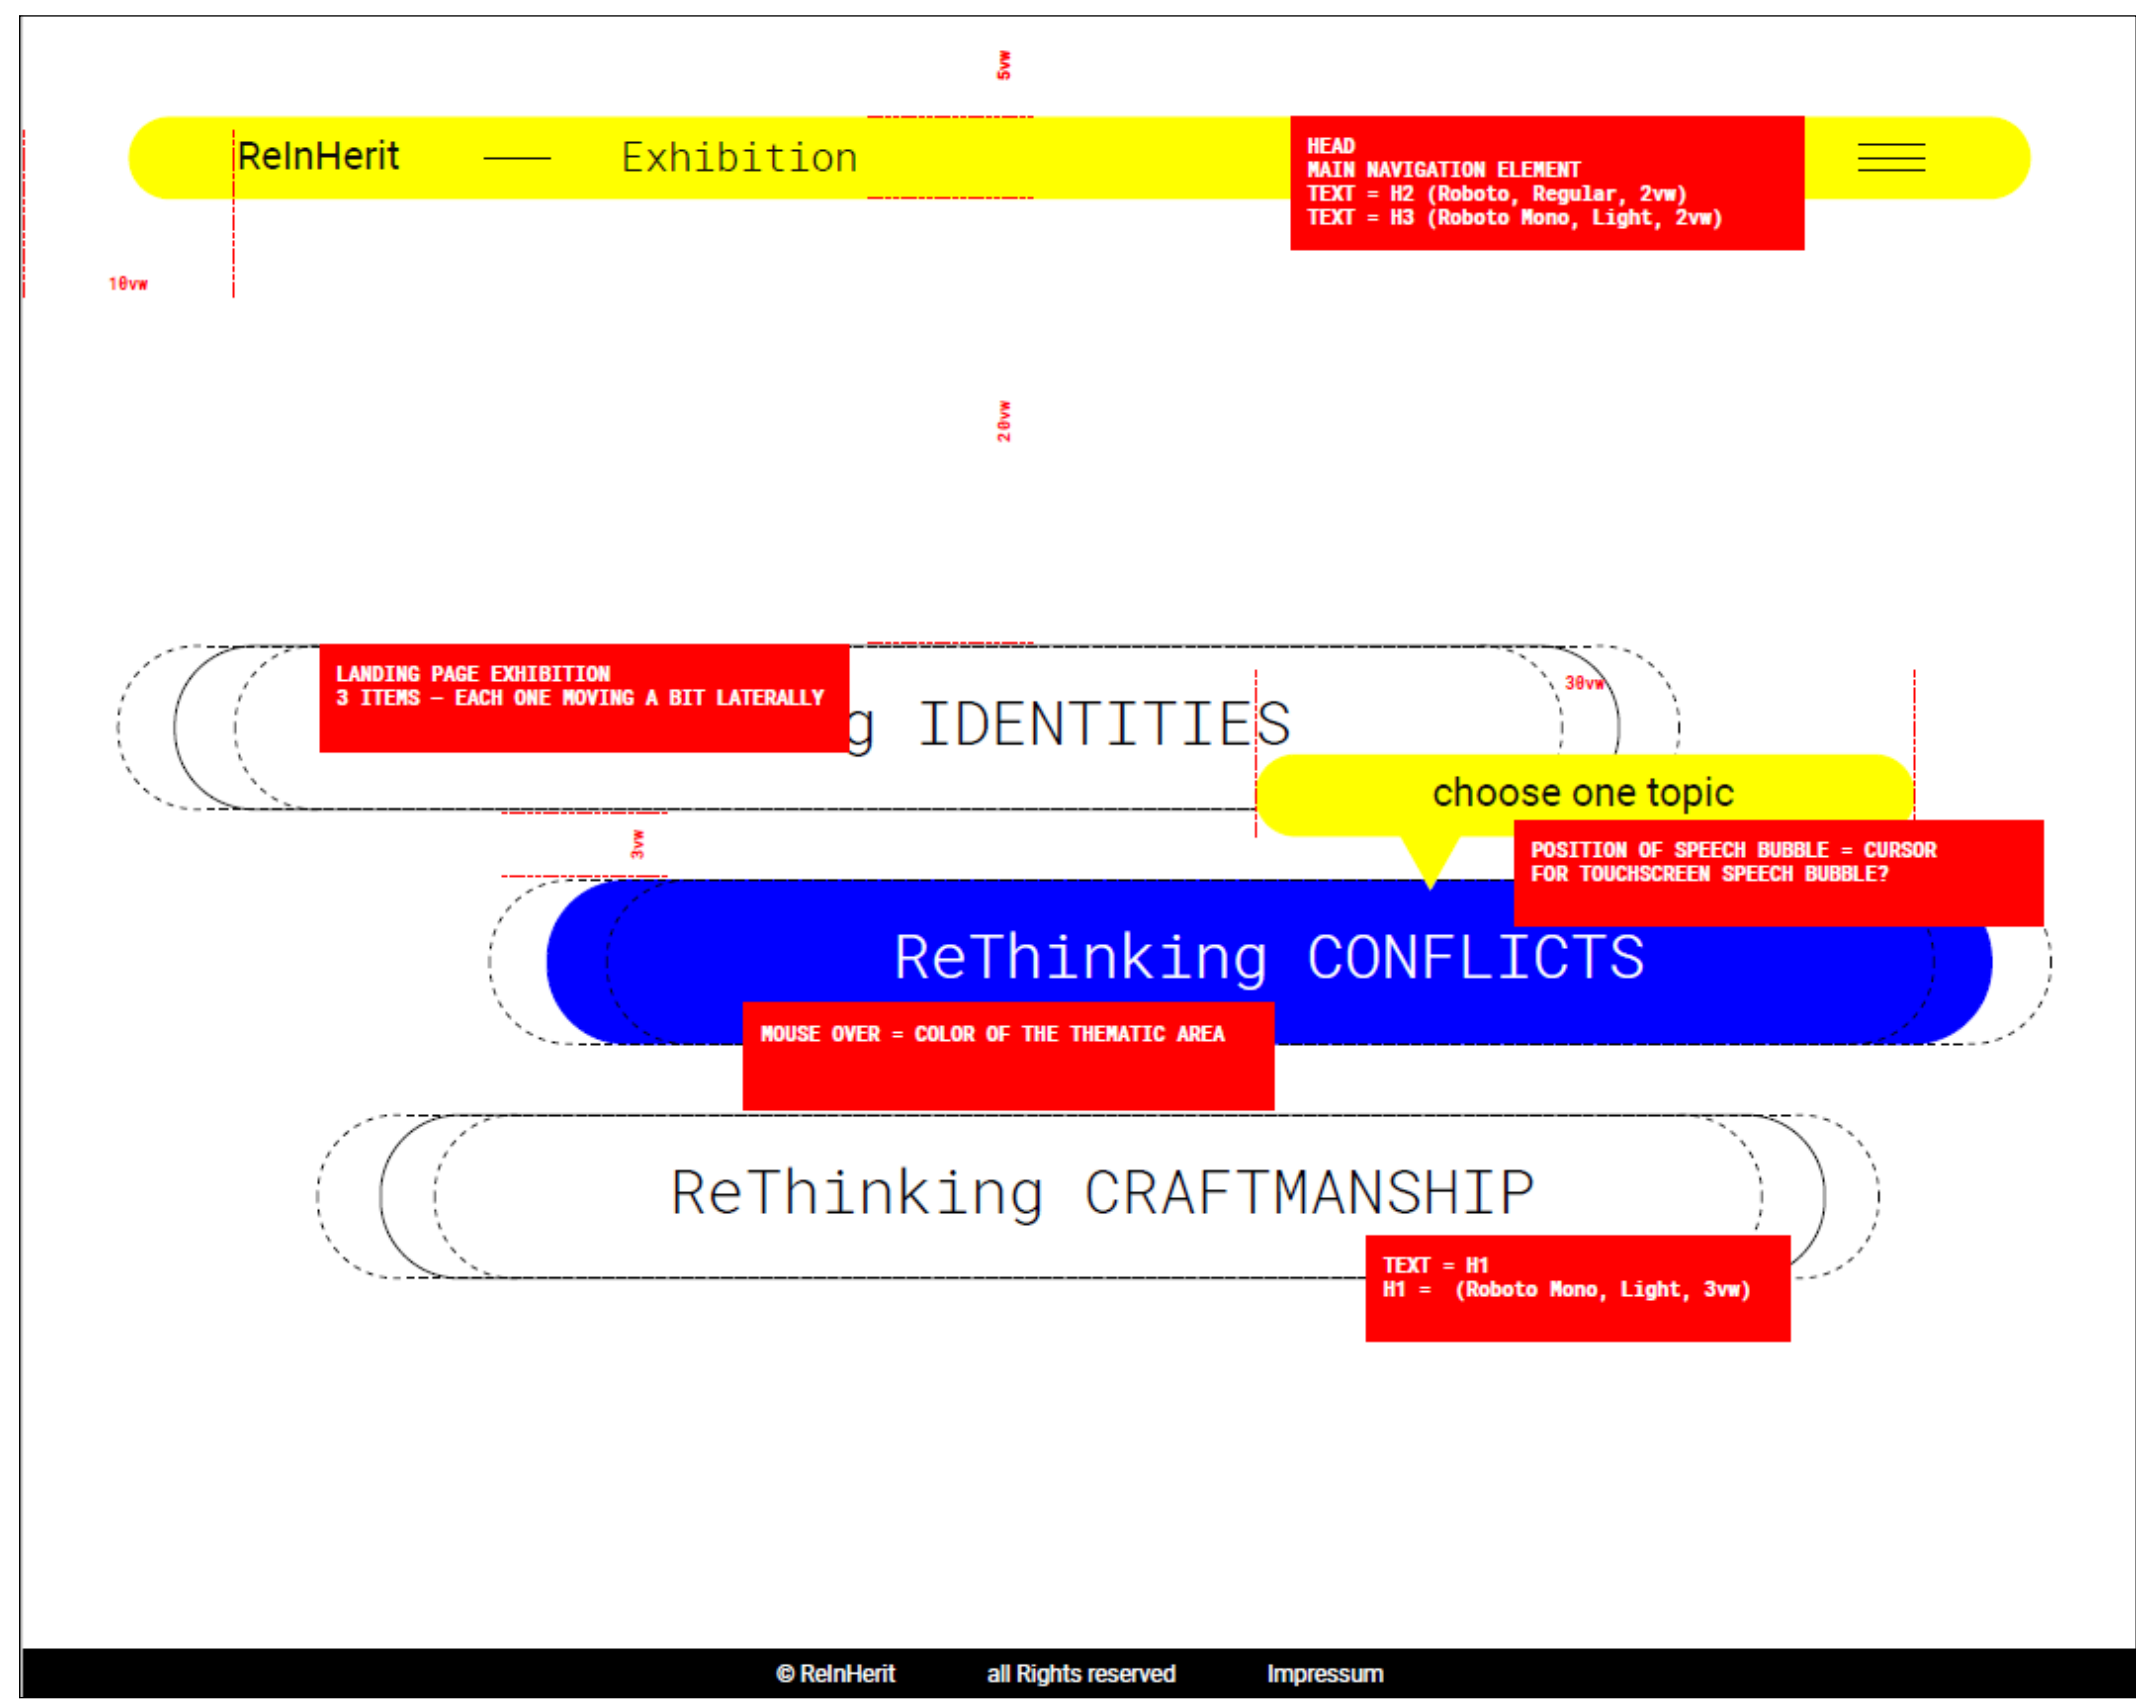 5vw
ReInHerit — Exhibition
HEAD
MAIN NAVIGATION ELEMENT
TEXT = H2 (Roboto, Regular, 2vw)
TEXT = H3 (Roboto Mono, Light, 2vw)
10vw
20vw
LANDING PAGE EXHIBITION
3 ITEMS – EACH ONE MOVING A BIT LATERALLY
g IDENTITIES
30vw
choose one topic
3vw
POSITION OF SPEECH BUBBLE = CURSOR
FOR TOUCHSCREEN SPEECH BUBBLE?
ReThinking CONFLICTS
MOUSE OVER = COLOR OF THE THEMATIC AREA
ReThinking CRAFTMANSHIP
TEXT = H1
H1 = (Roboto Mono, Light, 3vw)
© ReInHerit all Rights reserved Impressum